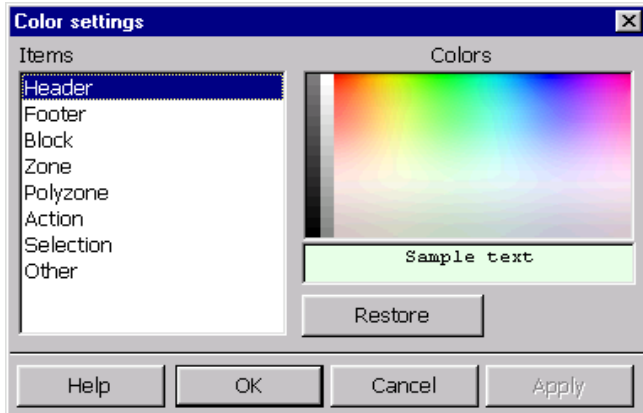 Color settings
Items
Colors
Header
Footer
Block
Zone
Polyzone
Action
Selection
Other
Sample text
Restore
Help
OK
Cancel
Apply